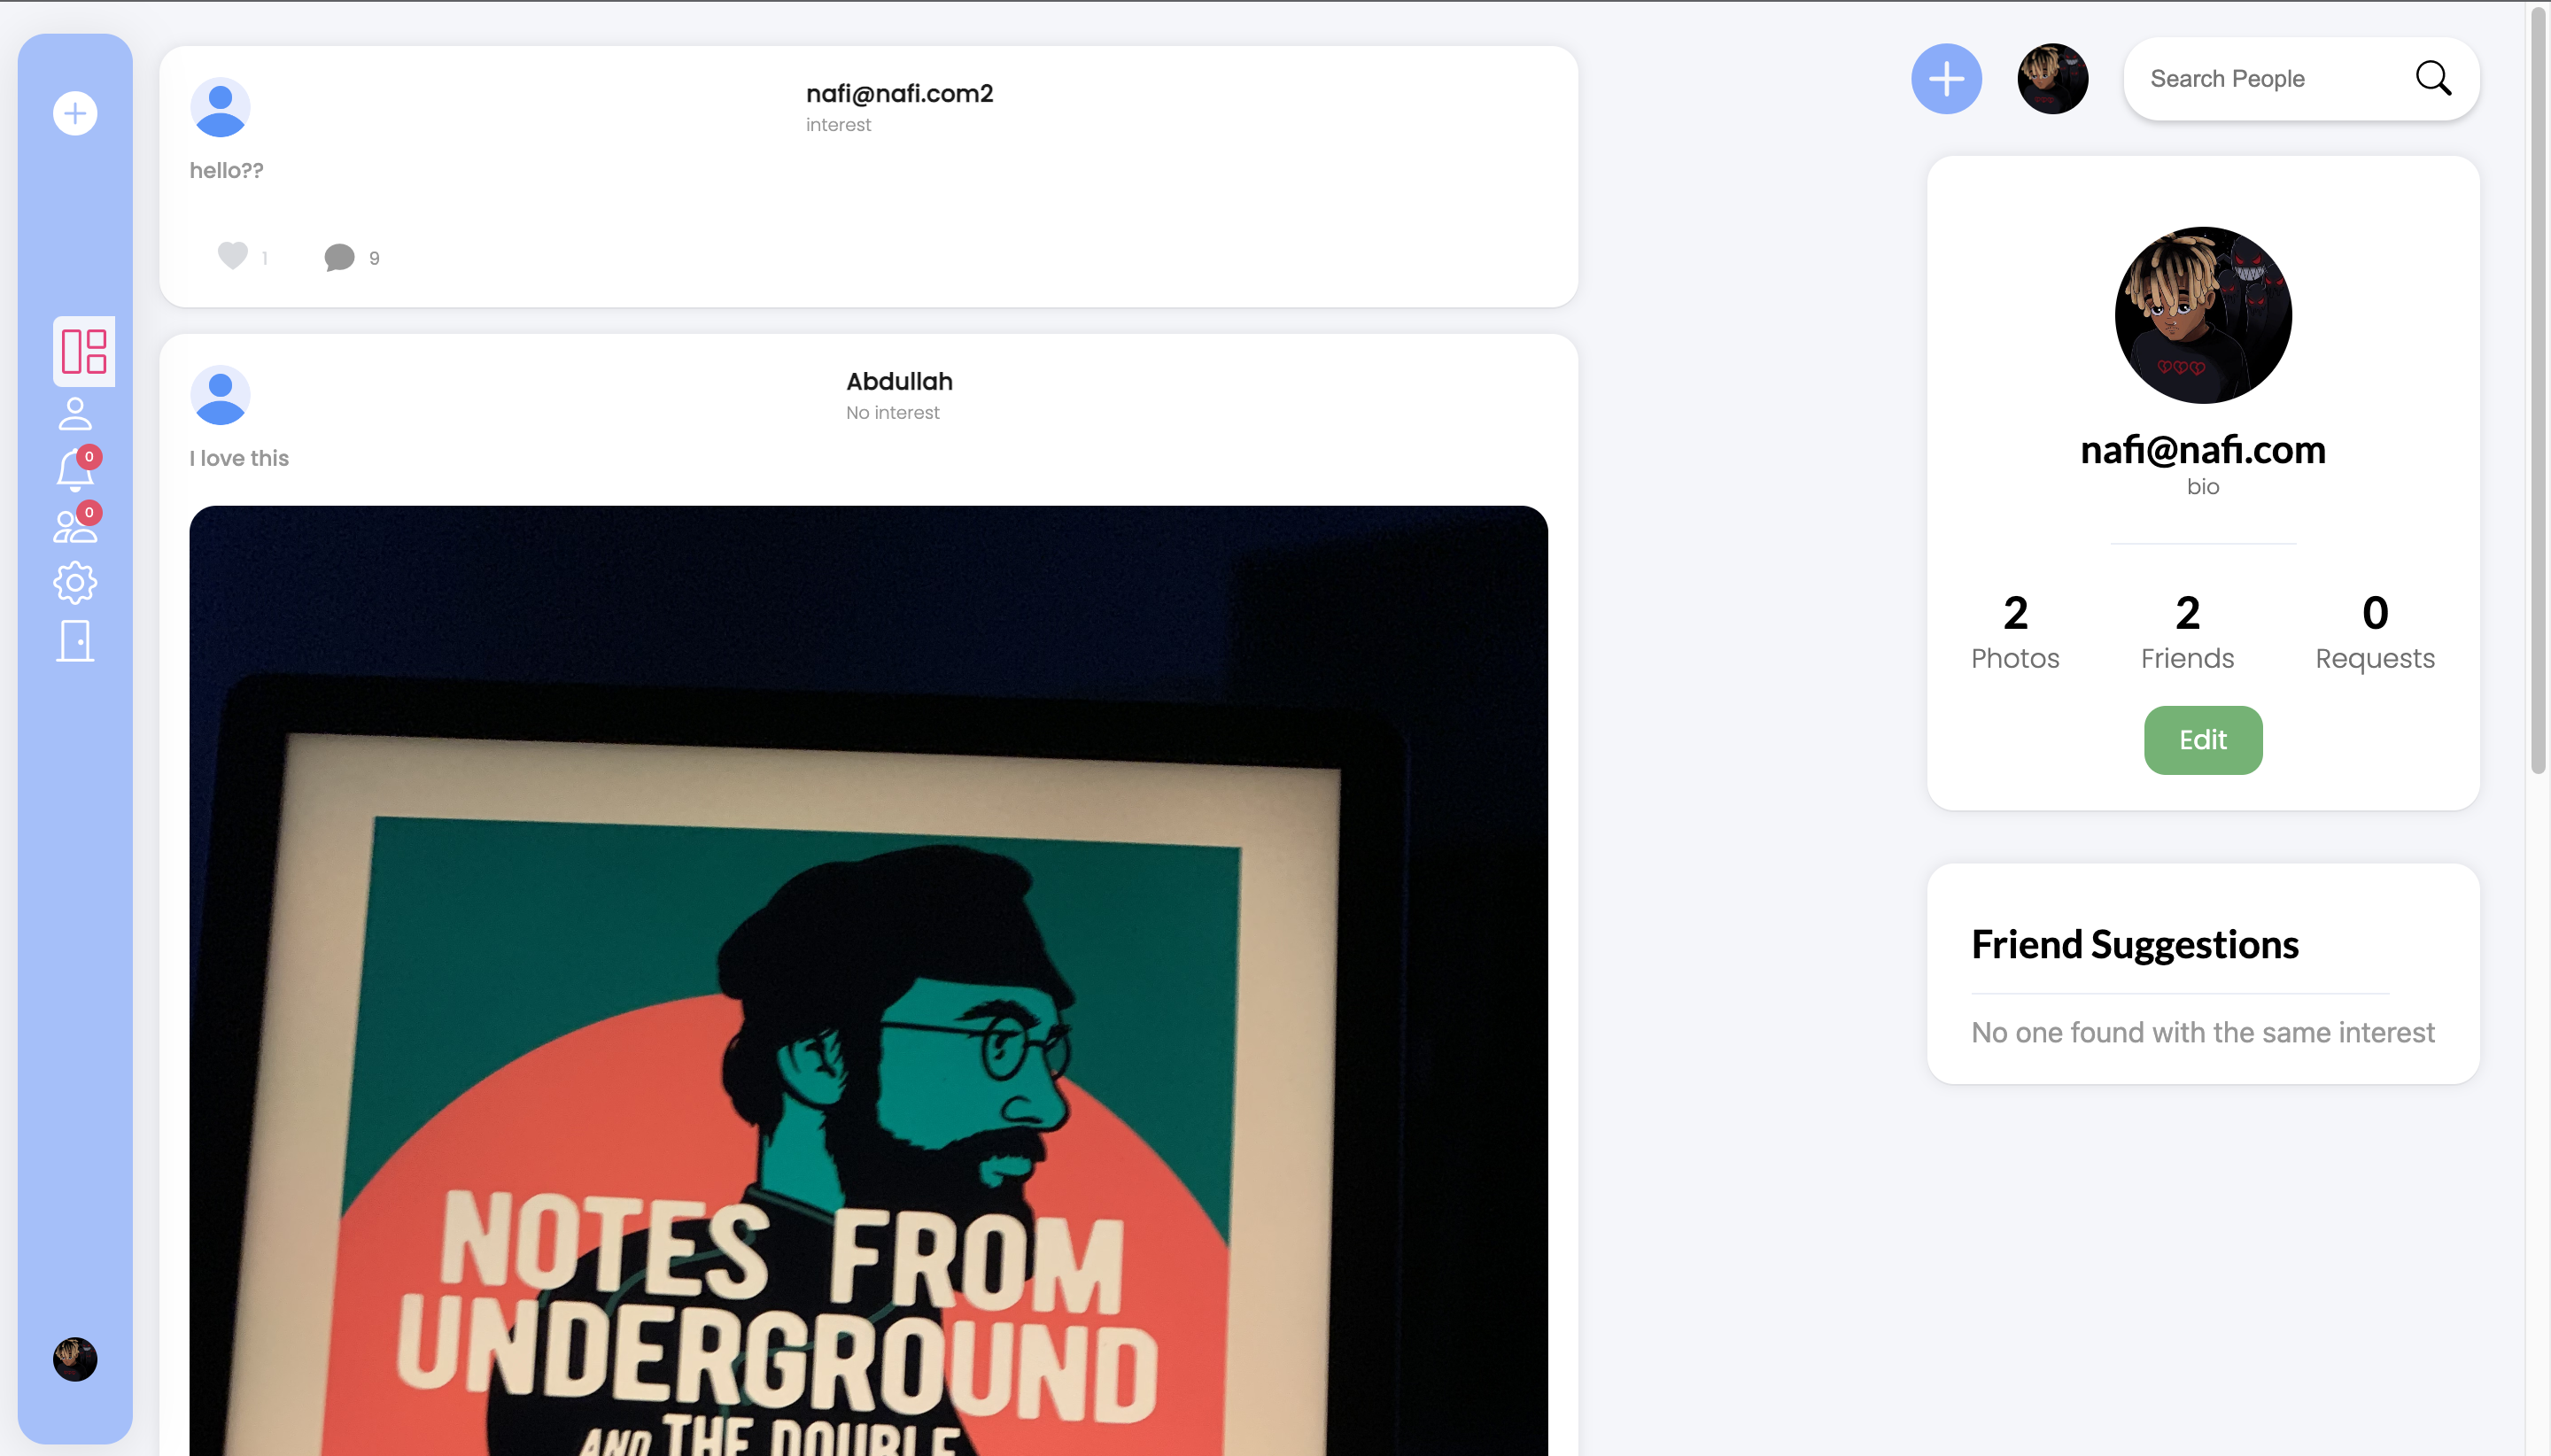 nafi@nafi.com2
interest
hello??
1
9
Abdullah
No interest
I love this
NOTES FROM
UNDERGROUND
AND THE DOUBLE
0
0
Search People
nafi@nafi.com
bio
2
Photos
2
Friends
0
Requests
Edit
Friend Suggestions
No one found with the same interest